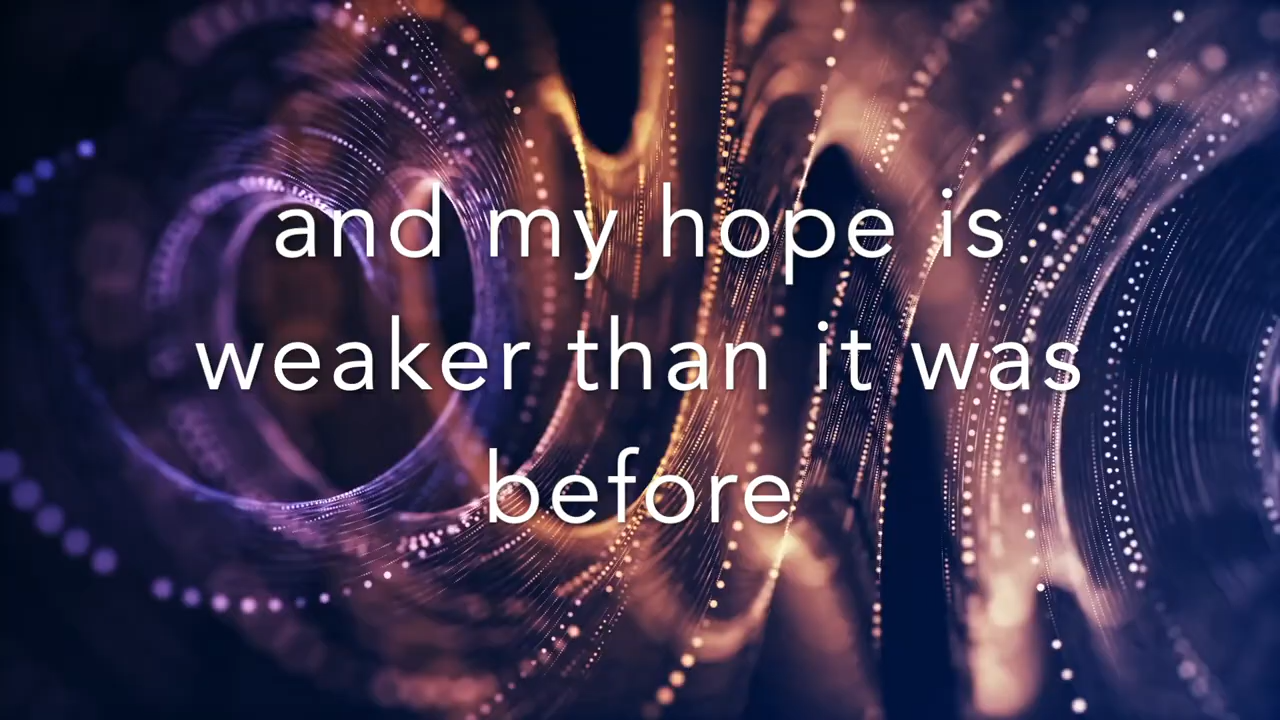 and my hope is
weaker than it was
before